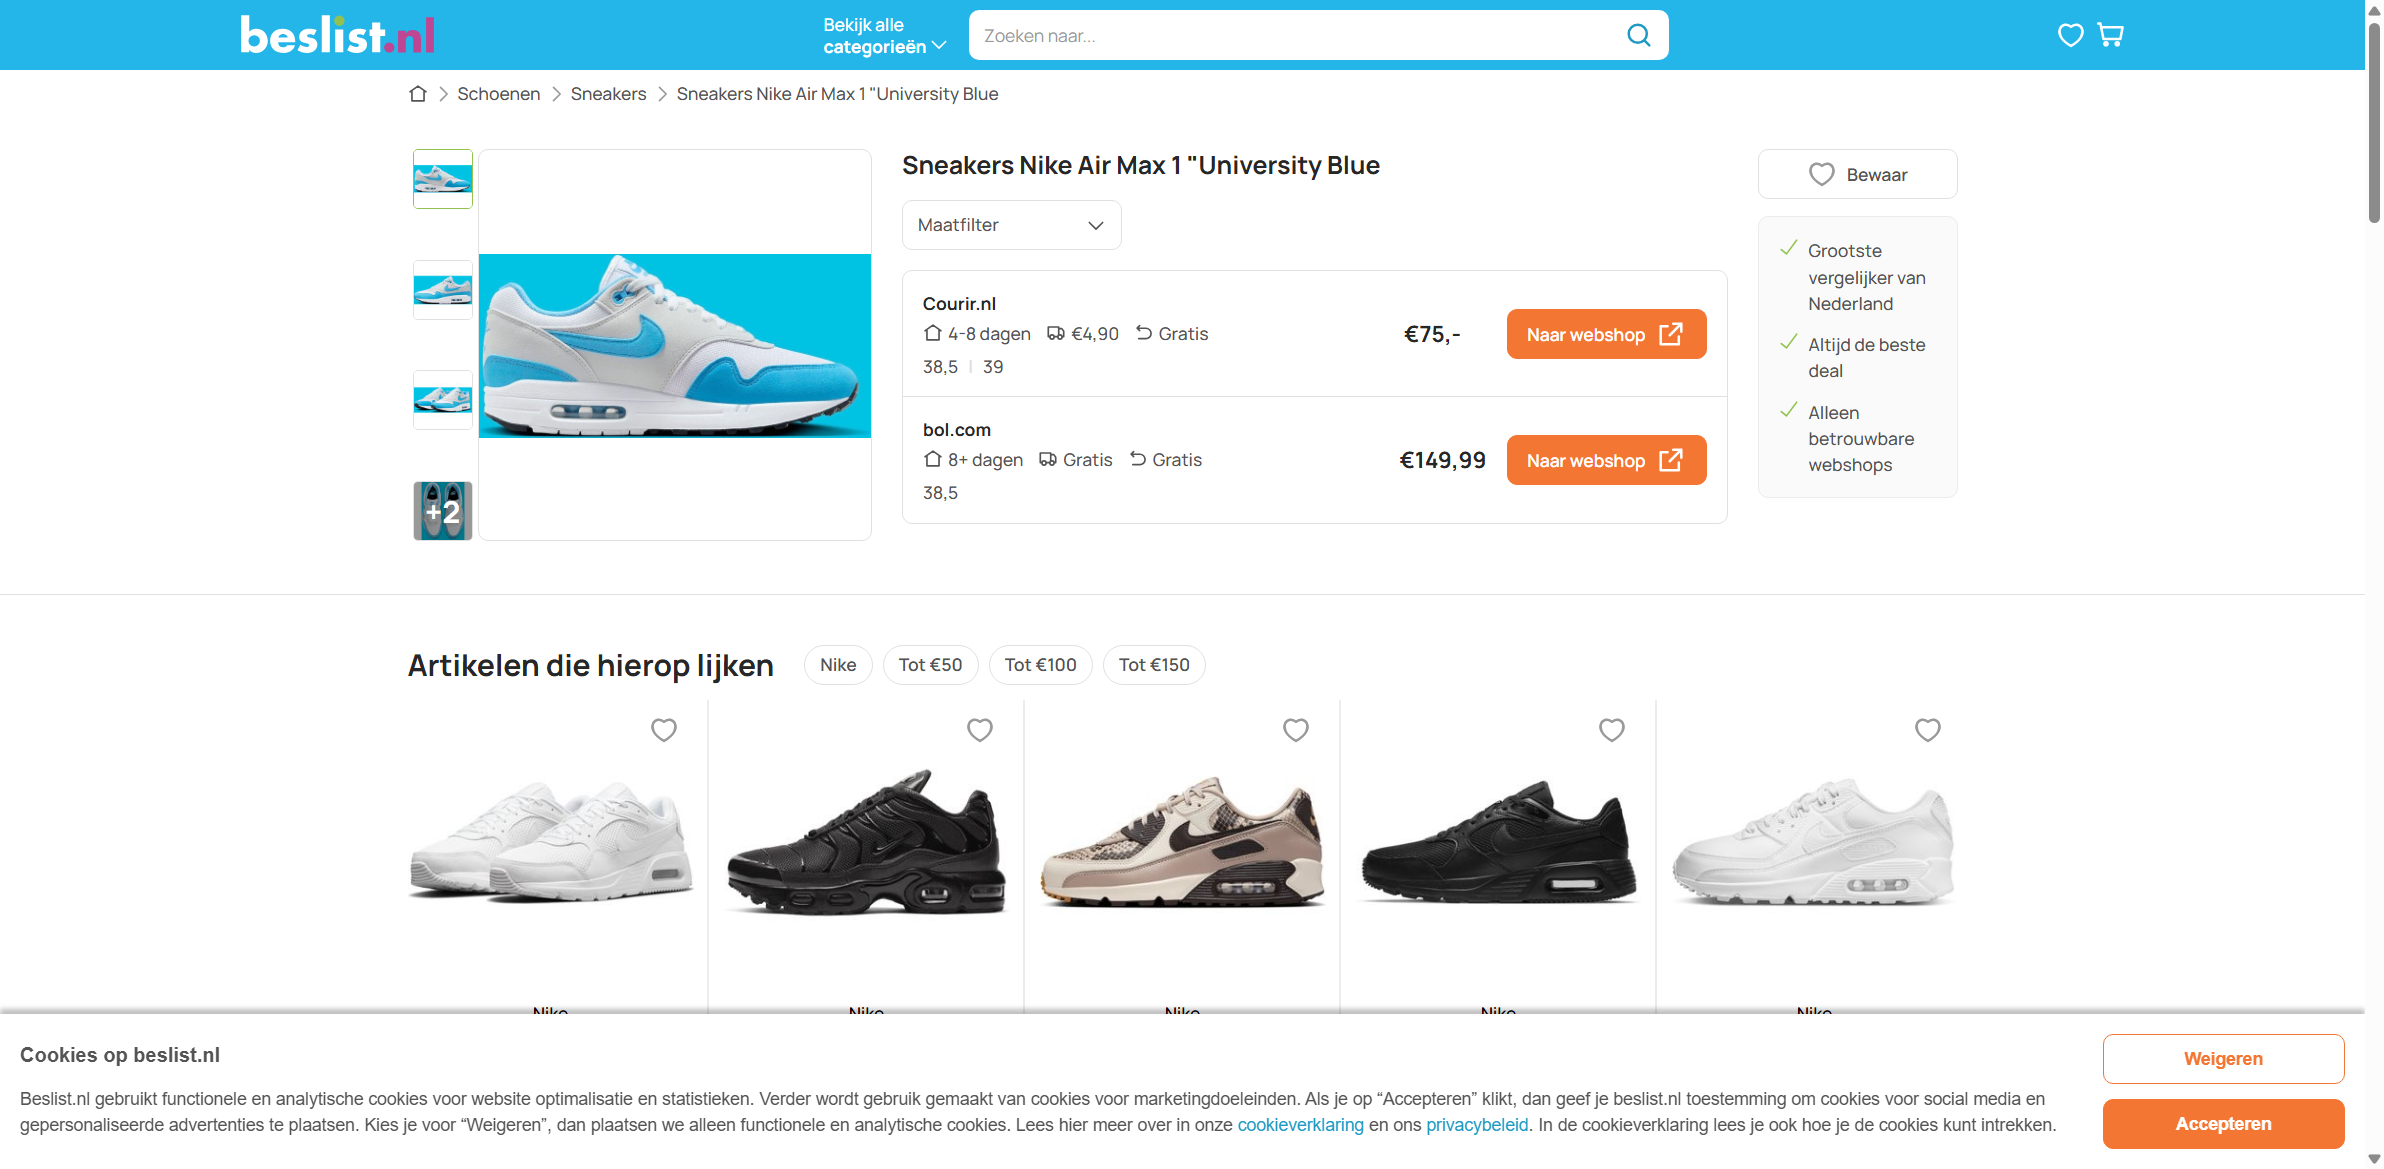 beslist.nl
Bekijk alle
categorieën
Zoeken naar...
Schoenen
Sneakers
Sneakers Nike Air Max 1 "University Blue
+2
Sneakers Nike Air Max 1 "University Blue
Maatfilter
Courir.nl
4-8 dagen €4,90 Gratis
38,5 39
€75,-
Naar webshop
bol.com
8+ dagen Gratis Gratis
38,5
€149,99
Naar webshop
Bewaar
Grootste
vergelijker van
Nederland
Altijd de beste
deal
Alleen
betrouwbare
webshops
Artikelen die hierop lijken
Nike
Tot €50
Tot €100
Tot €150
Nike
Nike
Nike
Nike
Nike
Cookies op beslist.nl
Beslist.nl gebruikt functionele en analytische cookies voor website optimalisatie en statistieken. Verder wordt gebruik gemaakt van cookies voor marketingdoeleinden. Als je op “Accepteren” klikt, dan geef je beslist.nl toestemming om cookies voor social media en
gepersonaliseerde advertenties te plaatsen. Kies je voor “Weigeren”, dan plaatsen we alleen functionele en analytische cookies. Lees hier meer over in onze cookieverklaring en ons privacybeleid. In de cookieverklaring lees je ook hoe je de cookies kunt intrekken.
Weigeren
Accepteren